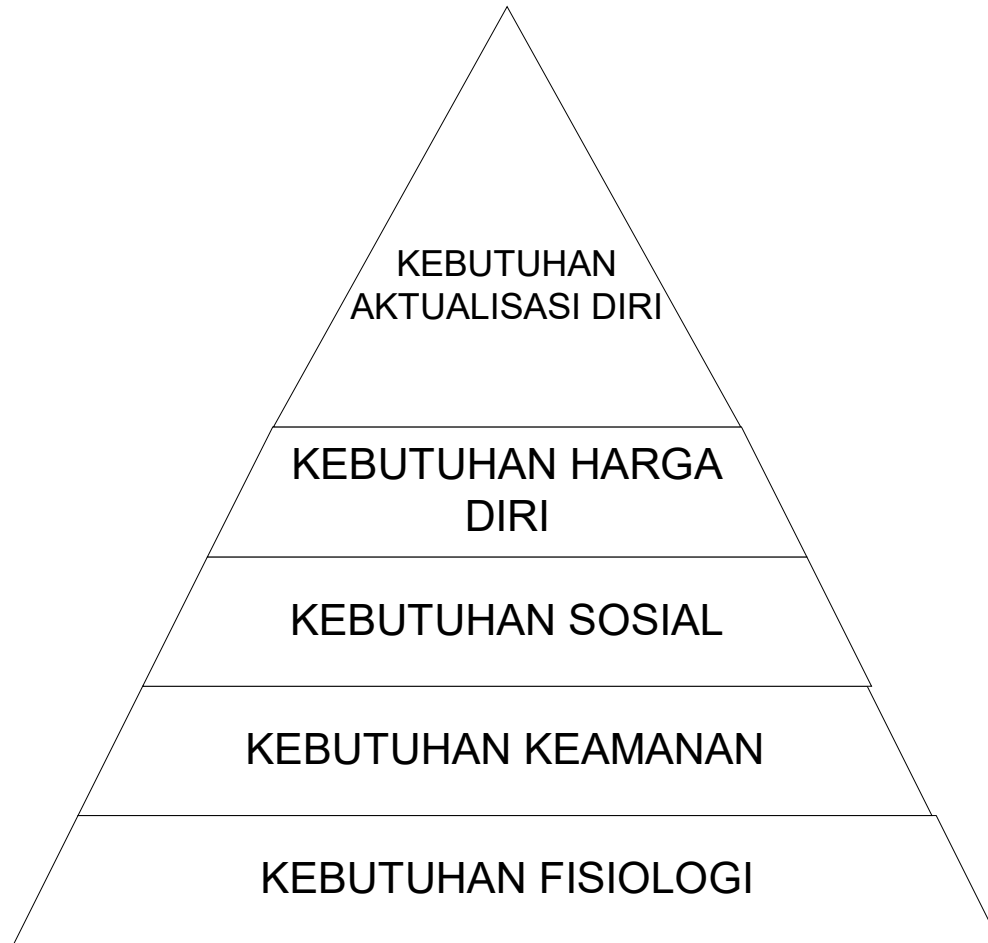 KEBUTUHAN
AKTUALISASI DIRI
KEBUTUHAN HARGA
DIRI
KEBUTUHAN SOSIAL
KEBUTUHAN KEAMANAN
KEBUTUHAN FISIOLOGI